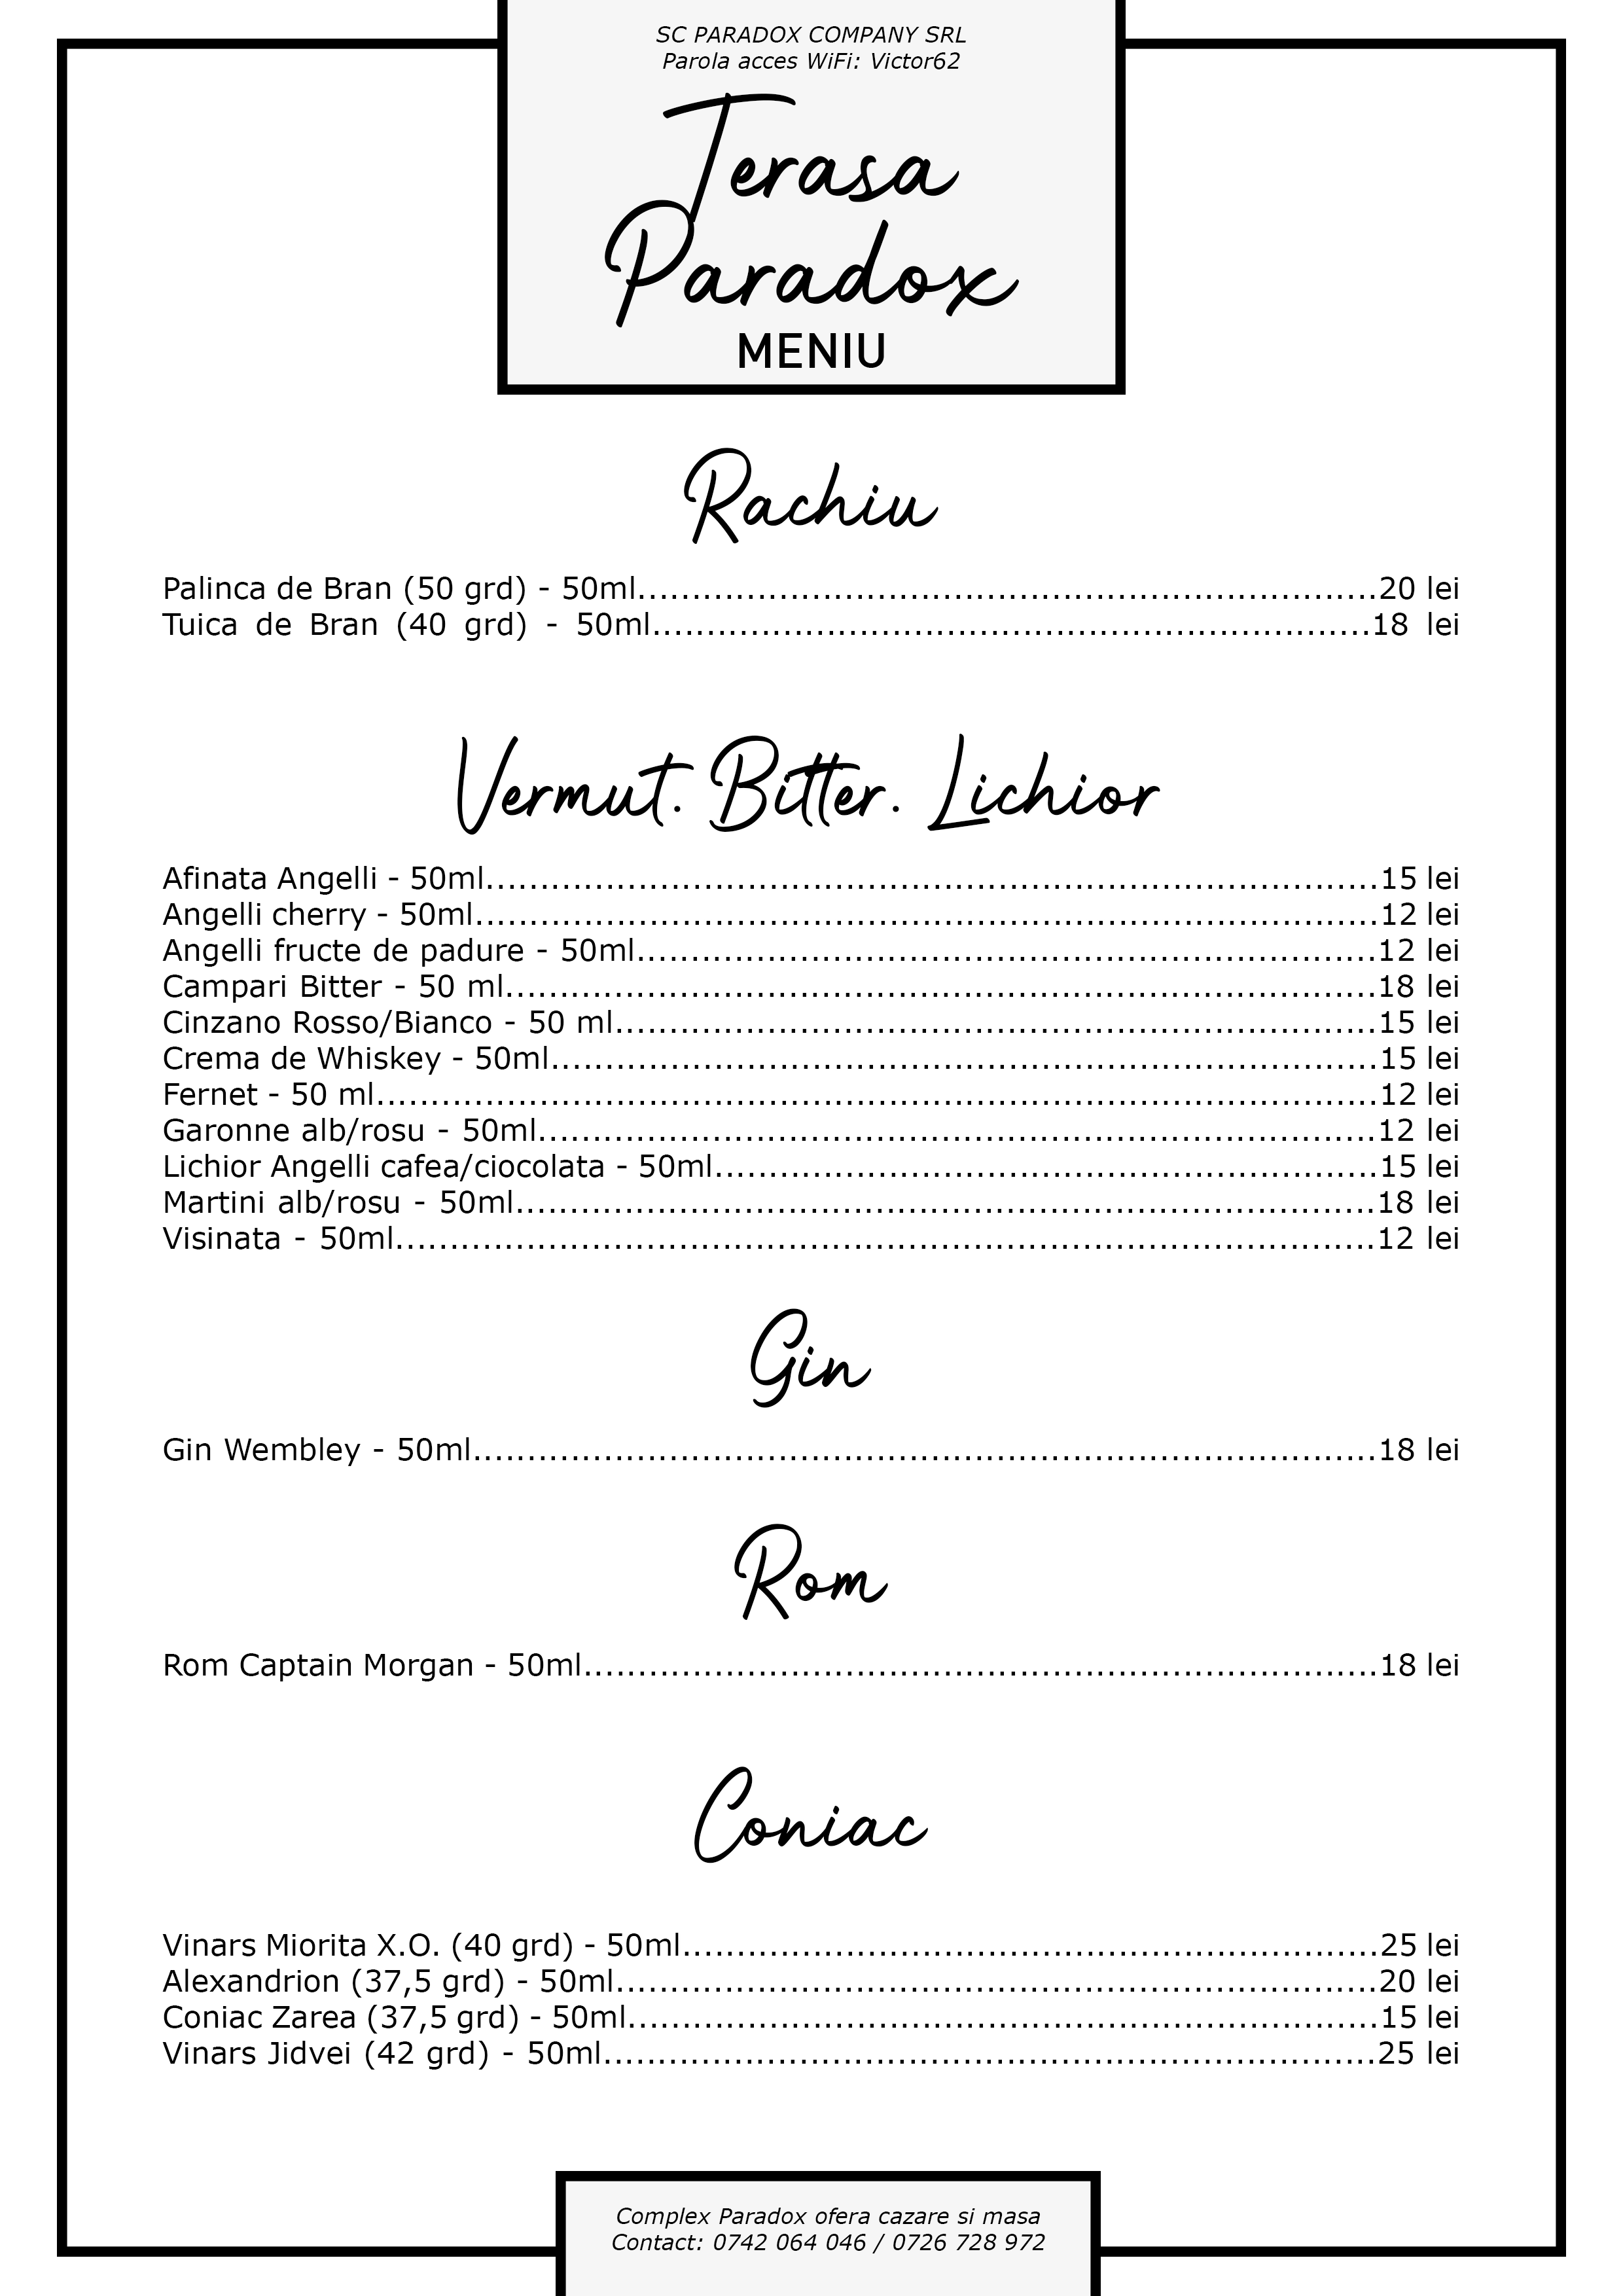 SC PARADOX COMPANY SRL
Parola acces WiFi: Victor62
Terasa
Paradox
MENIU
Rachiu
Palinca de Bran (50 grd) - 50ml....................................................................20 lei
Tuica de Bran (40 grd) - 50ml..................................................................18 lei
Vermut. Bitter. Lichior
Afinata Angelli - 50ml..................................................................................15 lei
Angelli cherry - 50ml...................................................................................12 lei
Angelli fructe de padure - 50ml....................................................................12 lei
Campari Bitter - 50 ml................................................................................18 lei
Cinzano Rosso/Bianco - 50 ml......................................................................15 lei
Crema de Whiskey - 50ml............................................................................15 lei
Fernet - 50 ml............................................................................................12 lei
Garonne alb/rosu - 50ml.............................................................................12 lei
Lichior Angelli cafea/ciocolata - 50ml.............................................................15 lei
Martini alb/rosu - 50ml...............................................................................18 lei
Visinata - 50ml..........................................................................................12 lei
Gin
Gin Wembley - 50ml...................................................................................18 lei
Rom
Rom Captain Morgan - 50ml.........................................................................18 lei
Coniac
Vinars Miorita X.O. (40 grd) - 50ml................................................................25 lei
Alexandrion (37,5 grd) - 50ml......................................................................20 lei
Coniac Zarea (37,5 grd) - 50ml.....................................................................15 lei
Vinars Jidvei (42 grd) - 50ml.......................................................................25 lei
Complex Paradox ofera cazare si masa
Contact: 0742 064 046 / 0726 728 972